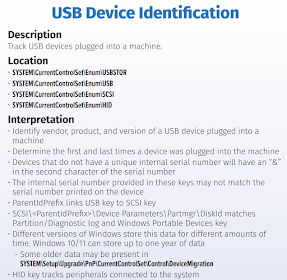 USB Device Identification
Description
Track USB devices plugged into a machine.
Location
• SYSTEM\CurrentControlSet\Enum\USBSTOR
• SYSTEM\CurrentControlSet\Enum\USB
• SYSTEM\CurrentControlSet\Enum\SCSI
• SYSTEM\CurrentControlSet\Enum\HID
Interpretation
• Identify vendor, product, and version of a USB device plugged into a
machine
• Determine the first and last times a device was plugged into the machine
• Devices that do not have a unique internal serial number will have an “&”
in the second character of the serial number
• The internal serial number provided in these keys may not match the
serial number printed on the device
• ParentIdPrefix links USB key to SCSI key
• SCSI\<ParentIdPrefix>\Device Parameters\Partmgr\DiskId matches
Partition/Diagnostic log and Windows Portable Devices key
• Different versions of Windows store this data for different amounts of
time. Windows 10/11 can store up to one year of data
- Some older data may be present in
SYSTEM\Setup\Upgrade\PnP\CurrentControlSet\Control\DeviceMigration
• HID key tracks peripherals connected to the system